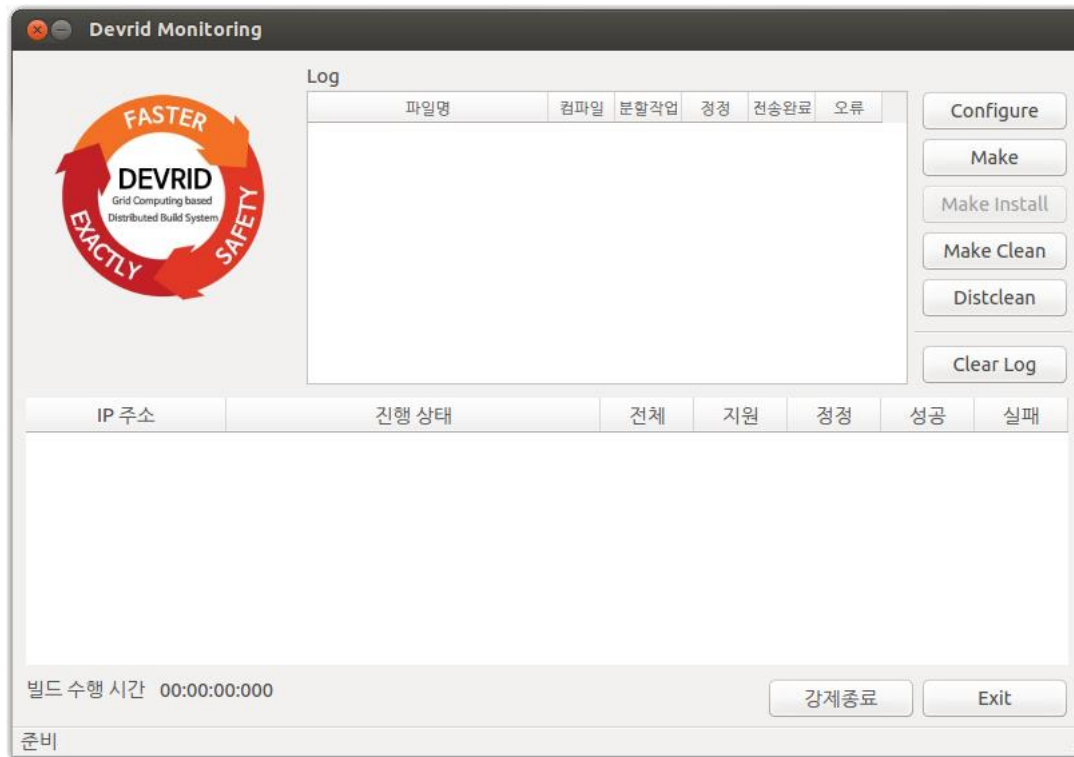 Devrid Monitoring
FASTER
SAFETY
EXACTLY
DEVRID
Grid Computing based
Distributed Build System
Log
파일명 컴파일 분할작업 정정 전송완료 오류
Configure
Make
Make Install
Make Clean
Distclean
Clear Log
IP 주소 진행 상태 전체 지원 정정 성공 실패
빌드 수행 시간 00:00:00:000
강제종료 Exit
준비